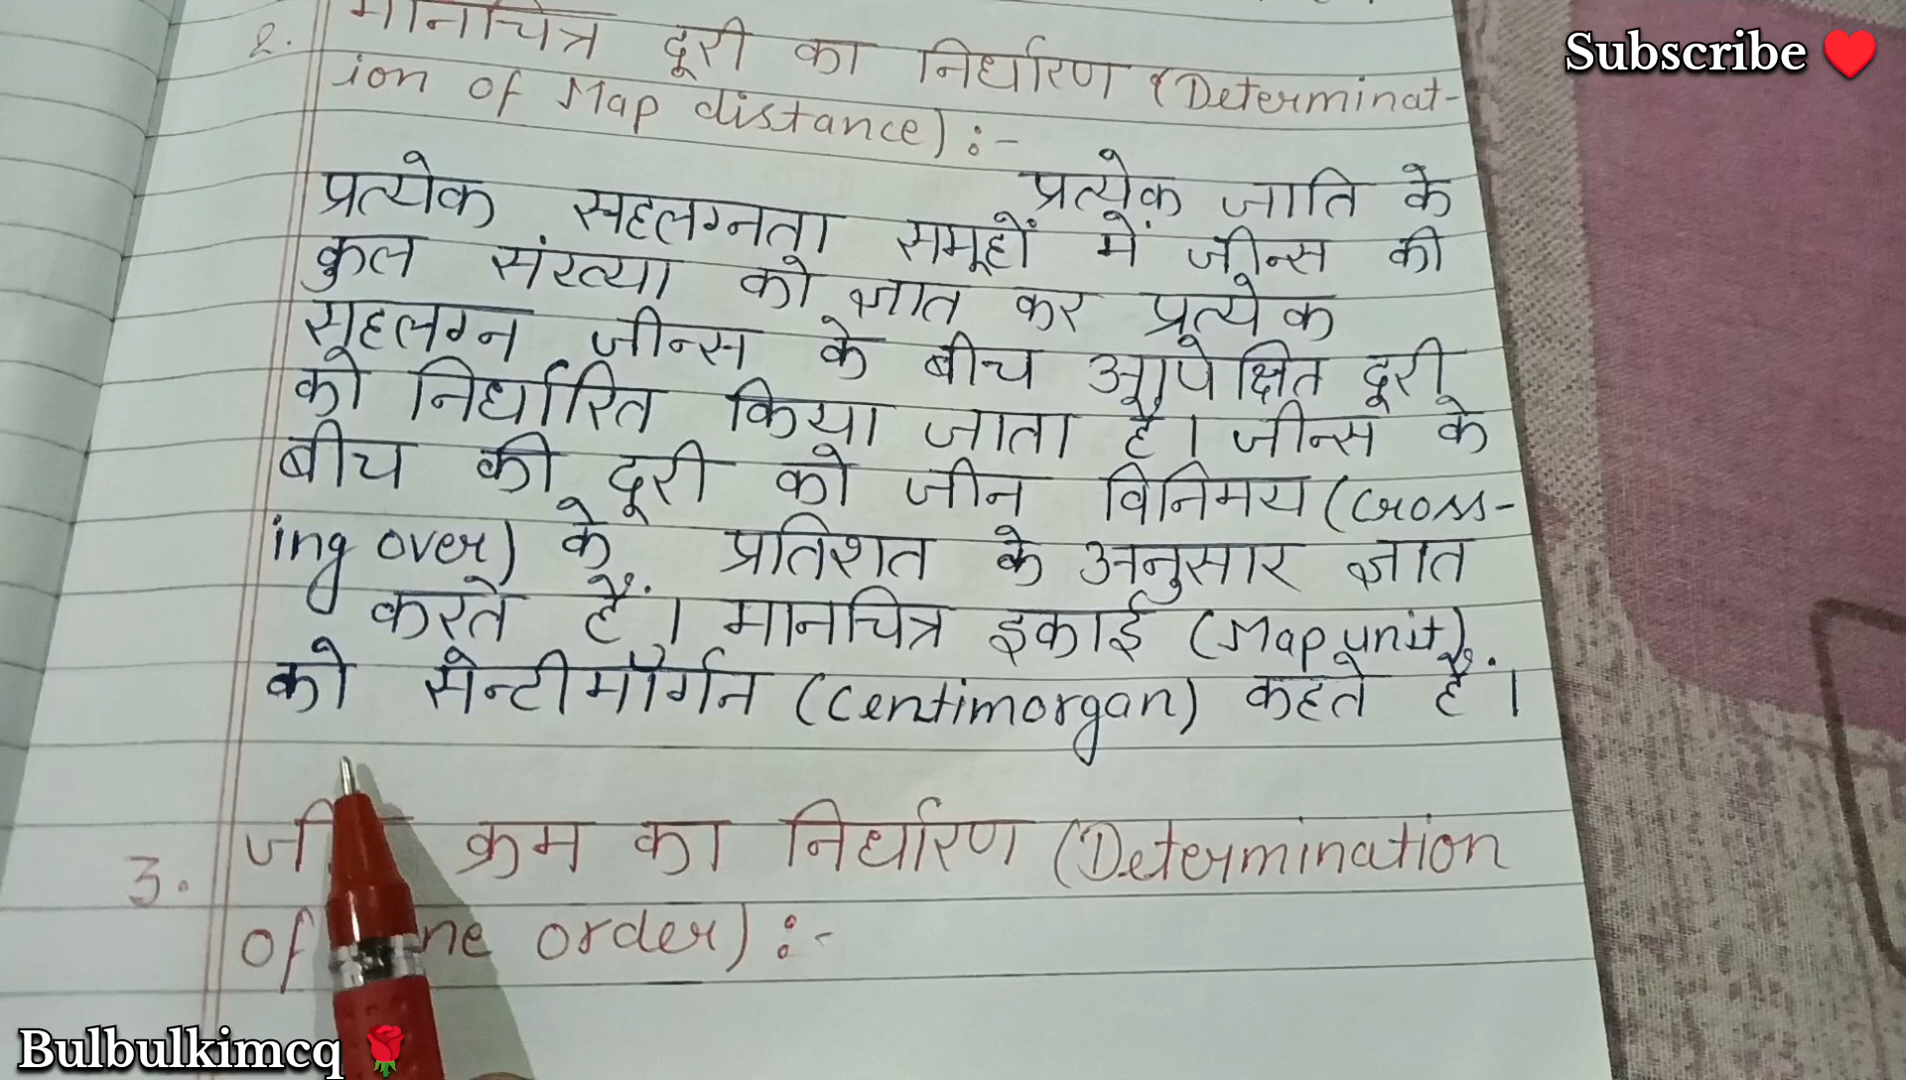 Subscribe
2. मानचित्र दूरी का निर्धारण (Determinat-
ion of Map distance) :-
प्रत्येक जाति के
प्रत्येक सहलग्नता समूहों में जीन्स की
कुल संख्या को ज्ञात कर प्रत्येक
सहलग्न जीन्स के बीच आपेक्षित दूरी
को निर्धारित किया जाता है। जीन्स के
बीच की दूरी को जीन विनिमय (Cross-
ing over) के प्रतिशत के अनुसार ज्ञात
करते हैं। मानचित्र इकाई (Map unit)
को सेन्टीमॉर्गन (Centimorgan) कहते हैं।
3. क्रम का निर्धारण (Determination
of order) :-
Bulbulkimcq